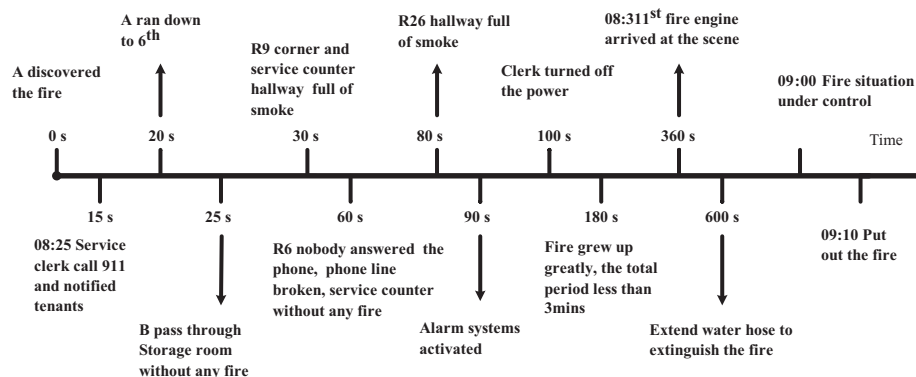 A discovered
the fire
A ran down
to 6th
R9 corner and
service counter
hallway full of
smoke
R26 hallway full
of smoke
Clerk turned off
the power
08:311st fire engine
arrived at the scene
09:00 Fire situation
under control
0 s
20 s
30 s
80 s
100 s
360 s
Time
15 s
25 s
60 s
90 s
180 s
600 s
08:25 Service
clerk call 911
and notified
tenants
B pass through
Storage room
without any fire
R6 nobody answered the
phone, phone line
broken, service counter
without any fire
Alarm systems
activated
Fire grew up
greatly, the total
period less than
3mins
Extend water hose to
extinguish the fire
09:10 Put
out the fire